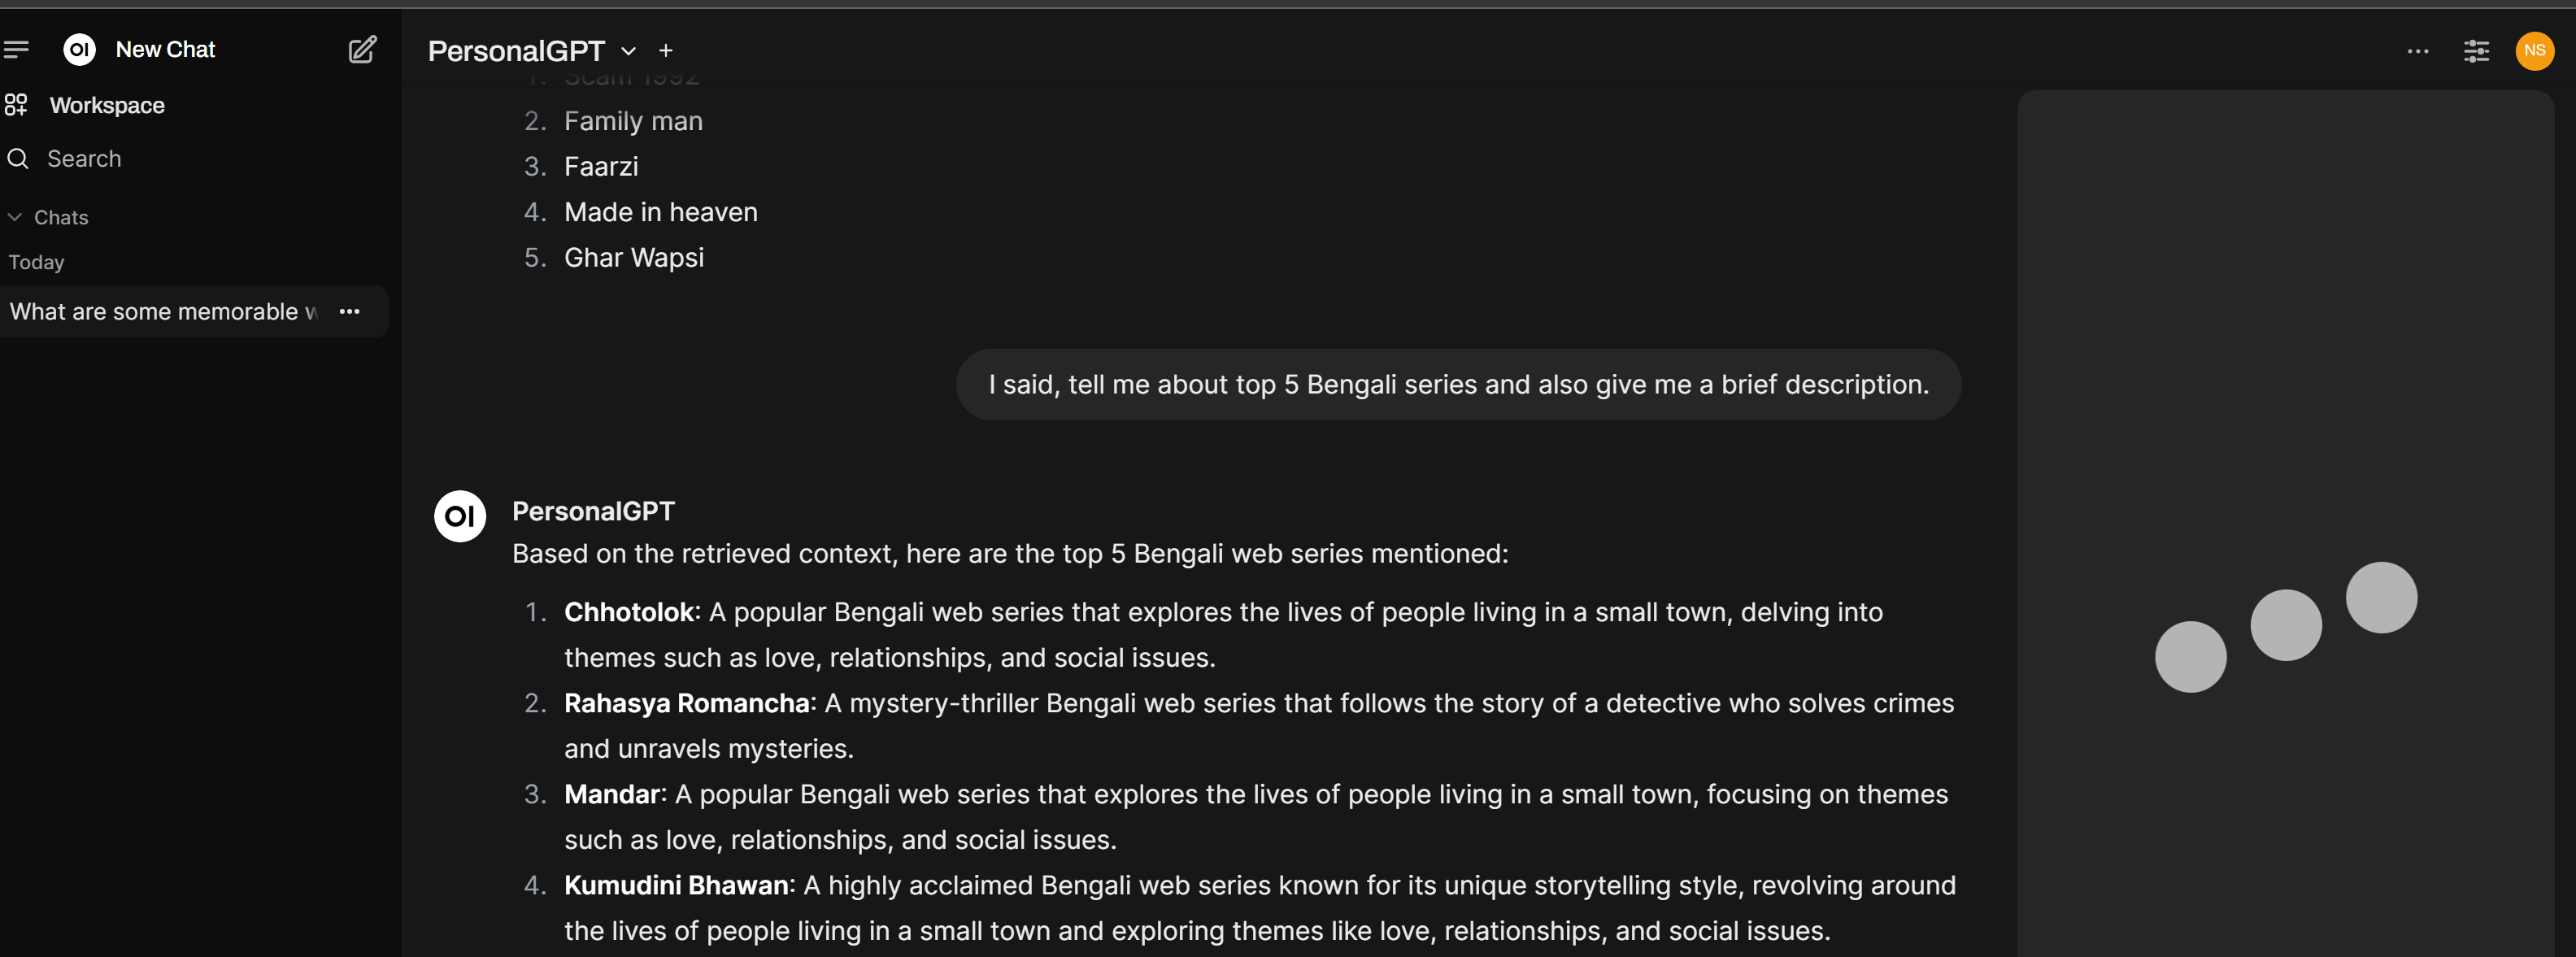 New Chat
PersonalGPT
NS
Workspace
Search
Chats
Today
What are some memorable w
1. Scam 1992
2. Family man
3. Faarzi
4. Made in heaven
5. Ghar Wapsi
I said, tell me about top 5 Bengali series and also give me a brief description.
OI
PersonalGPT
Based on the retrieved context, here are the top 5 Bengali web series mentioned:
1. Chhotolok: A popular Bengali web series that explores the lives of people living in a small town, delving into
themes such as love, relationships, and social issues.
2. Rahasya Romancha: A mystery-thriller Bengali web series that follows the story of a detective who solves crimes
and unravels mysteries.
3. Mandar: A popular Bengali web series that explores the lives of people living in a small town, focusing on themes
such as love, relationships, and social issues.
4. Kumudini Bhawan: A highly acclaimed Bengali web series known for its unique storytelling style, revolving around
the lives of people living in a small town and exploring themes like love, relationships, and social issues.